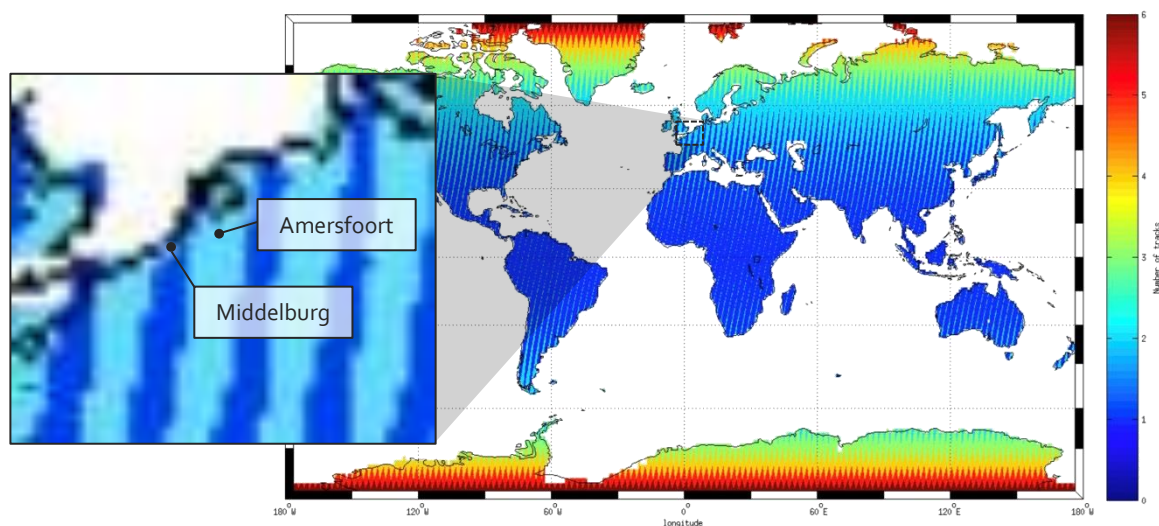 Amersfoort
Middelburg
180 W
120 W
60 W
0
60 E
120 E
180 W
longitude
6
5
4
3
2
1
0
Number of tracks